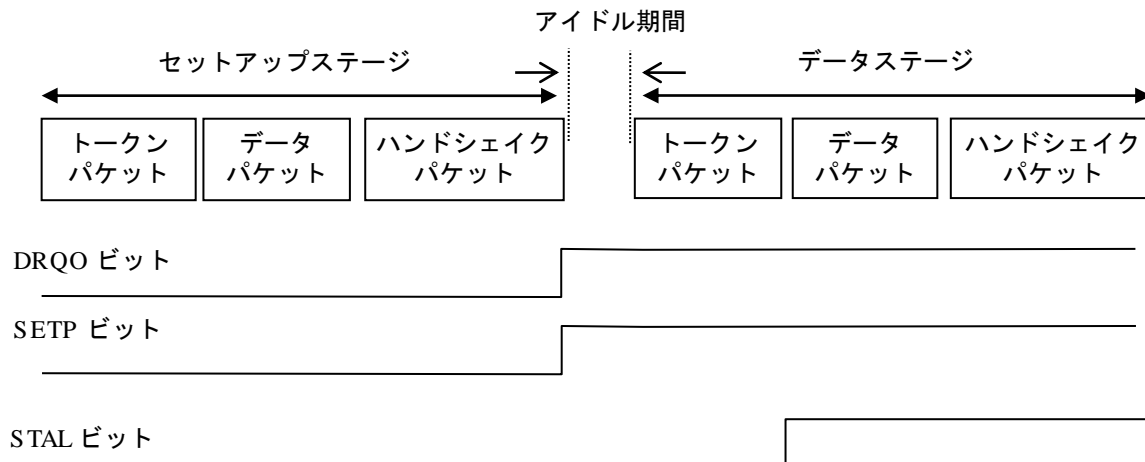 アイドル期間
セットアップステージ
データステージ
トークン
パケット
データ
パケット
ハンドシェイク
パケット
トークン
パケット
データ
パケット
ハンドシェイク
パケット
DRQO ビット
SETP ビット
STAL ビット